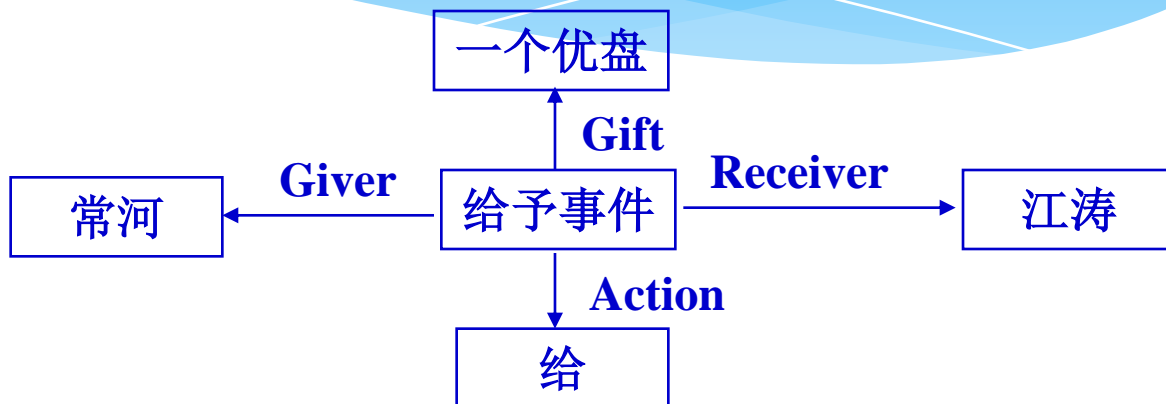 一个优盘
Gift
Giver
Receiver
常河
给予事件
江涛
Action
给